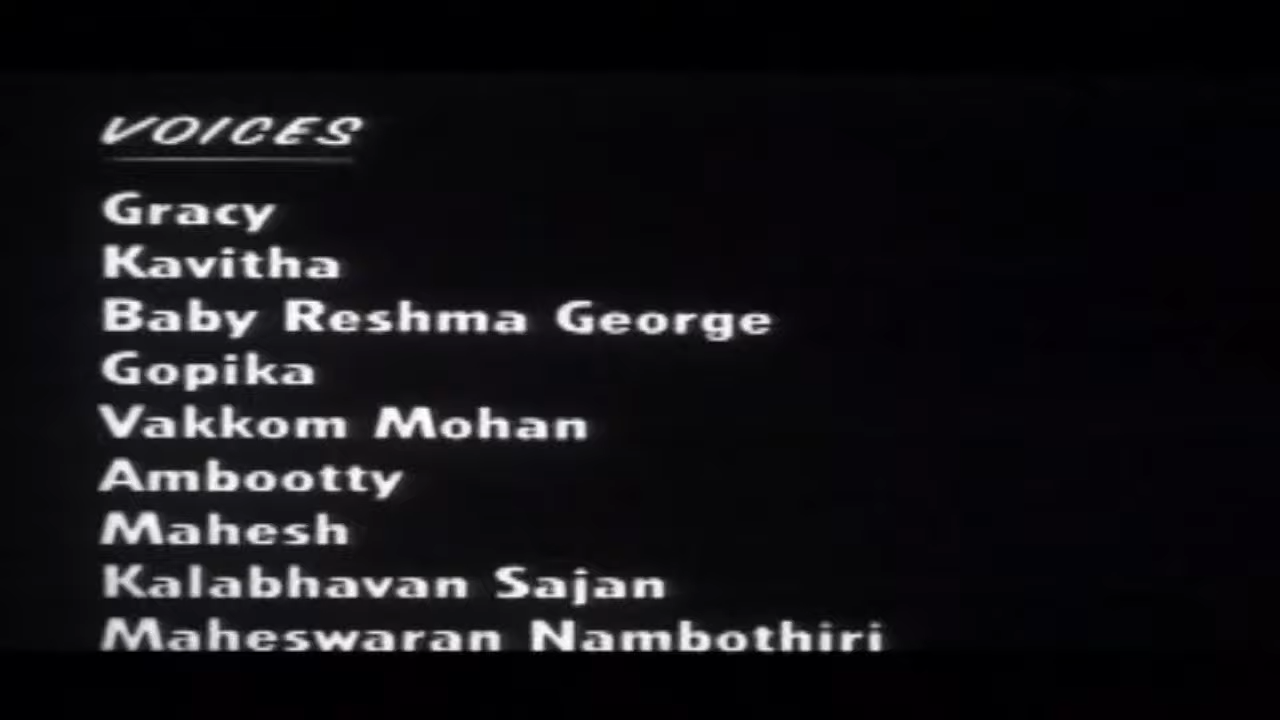 VOICES
Gracy
Kavitha
Baby Reshma George
Gopika
Vakkom Mohan
Ambootty
Mahesh
Kalabhavan Sajan
Maheswaran Nambothiri